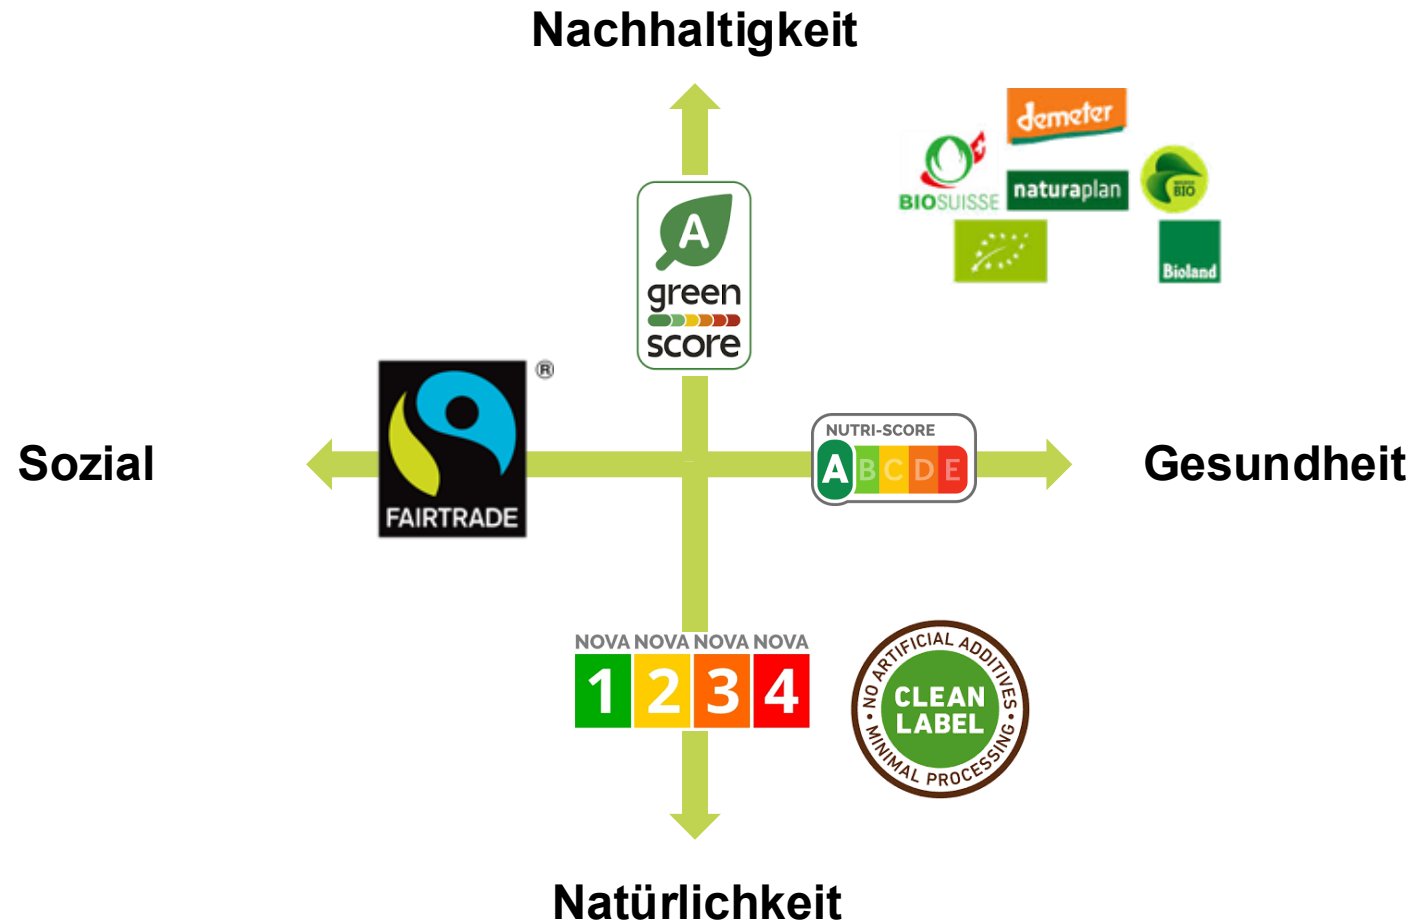 Nachhaltigkeit
demeter
BIOSUISSE
naturaplan
BIO
Bioland
A
green
score
®
FAIRTRADE
Sozial
NUTRI-SCORE
A B C D E
Gesundheit
NOVA NOVA NOVA NOVA
1 2 3 4
NO ARTIFICIAL ADDITIVES
CLEAN
LABEL
MINIMAL PROCESSING
Natürlichkeit